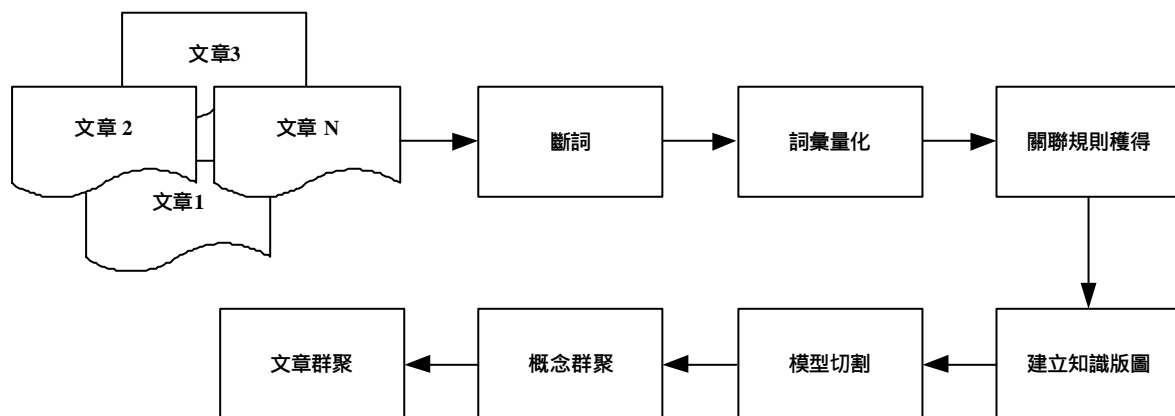 文章3
文章 2
文章 N
文章1
斷詞
詞彙量化
關聯規則穫得
建立知識版圖
模型切割
概念群聚
文章群聚